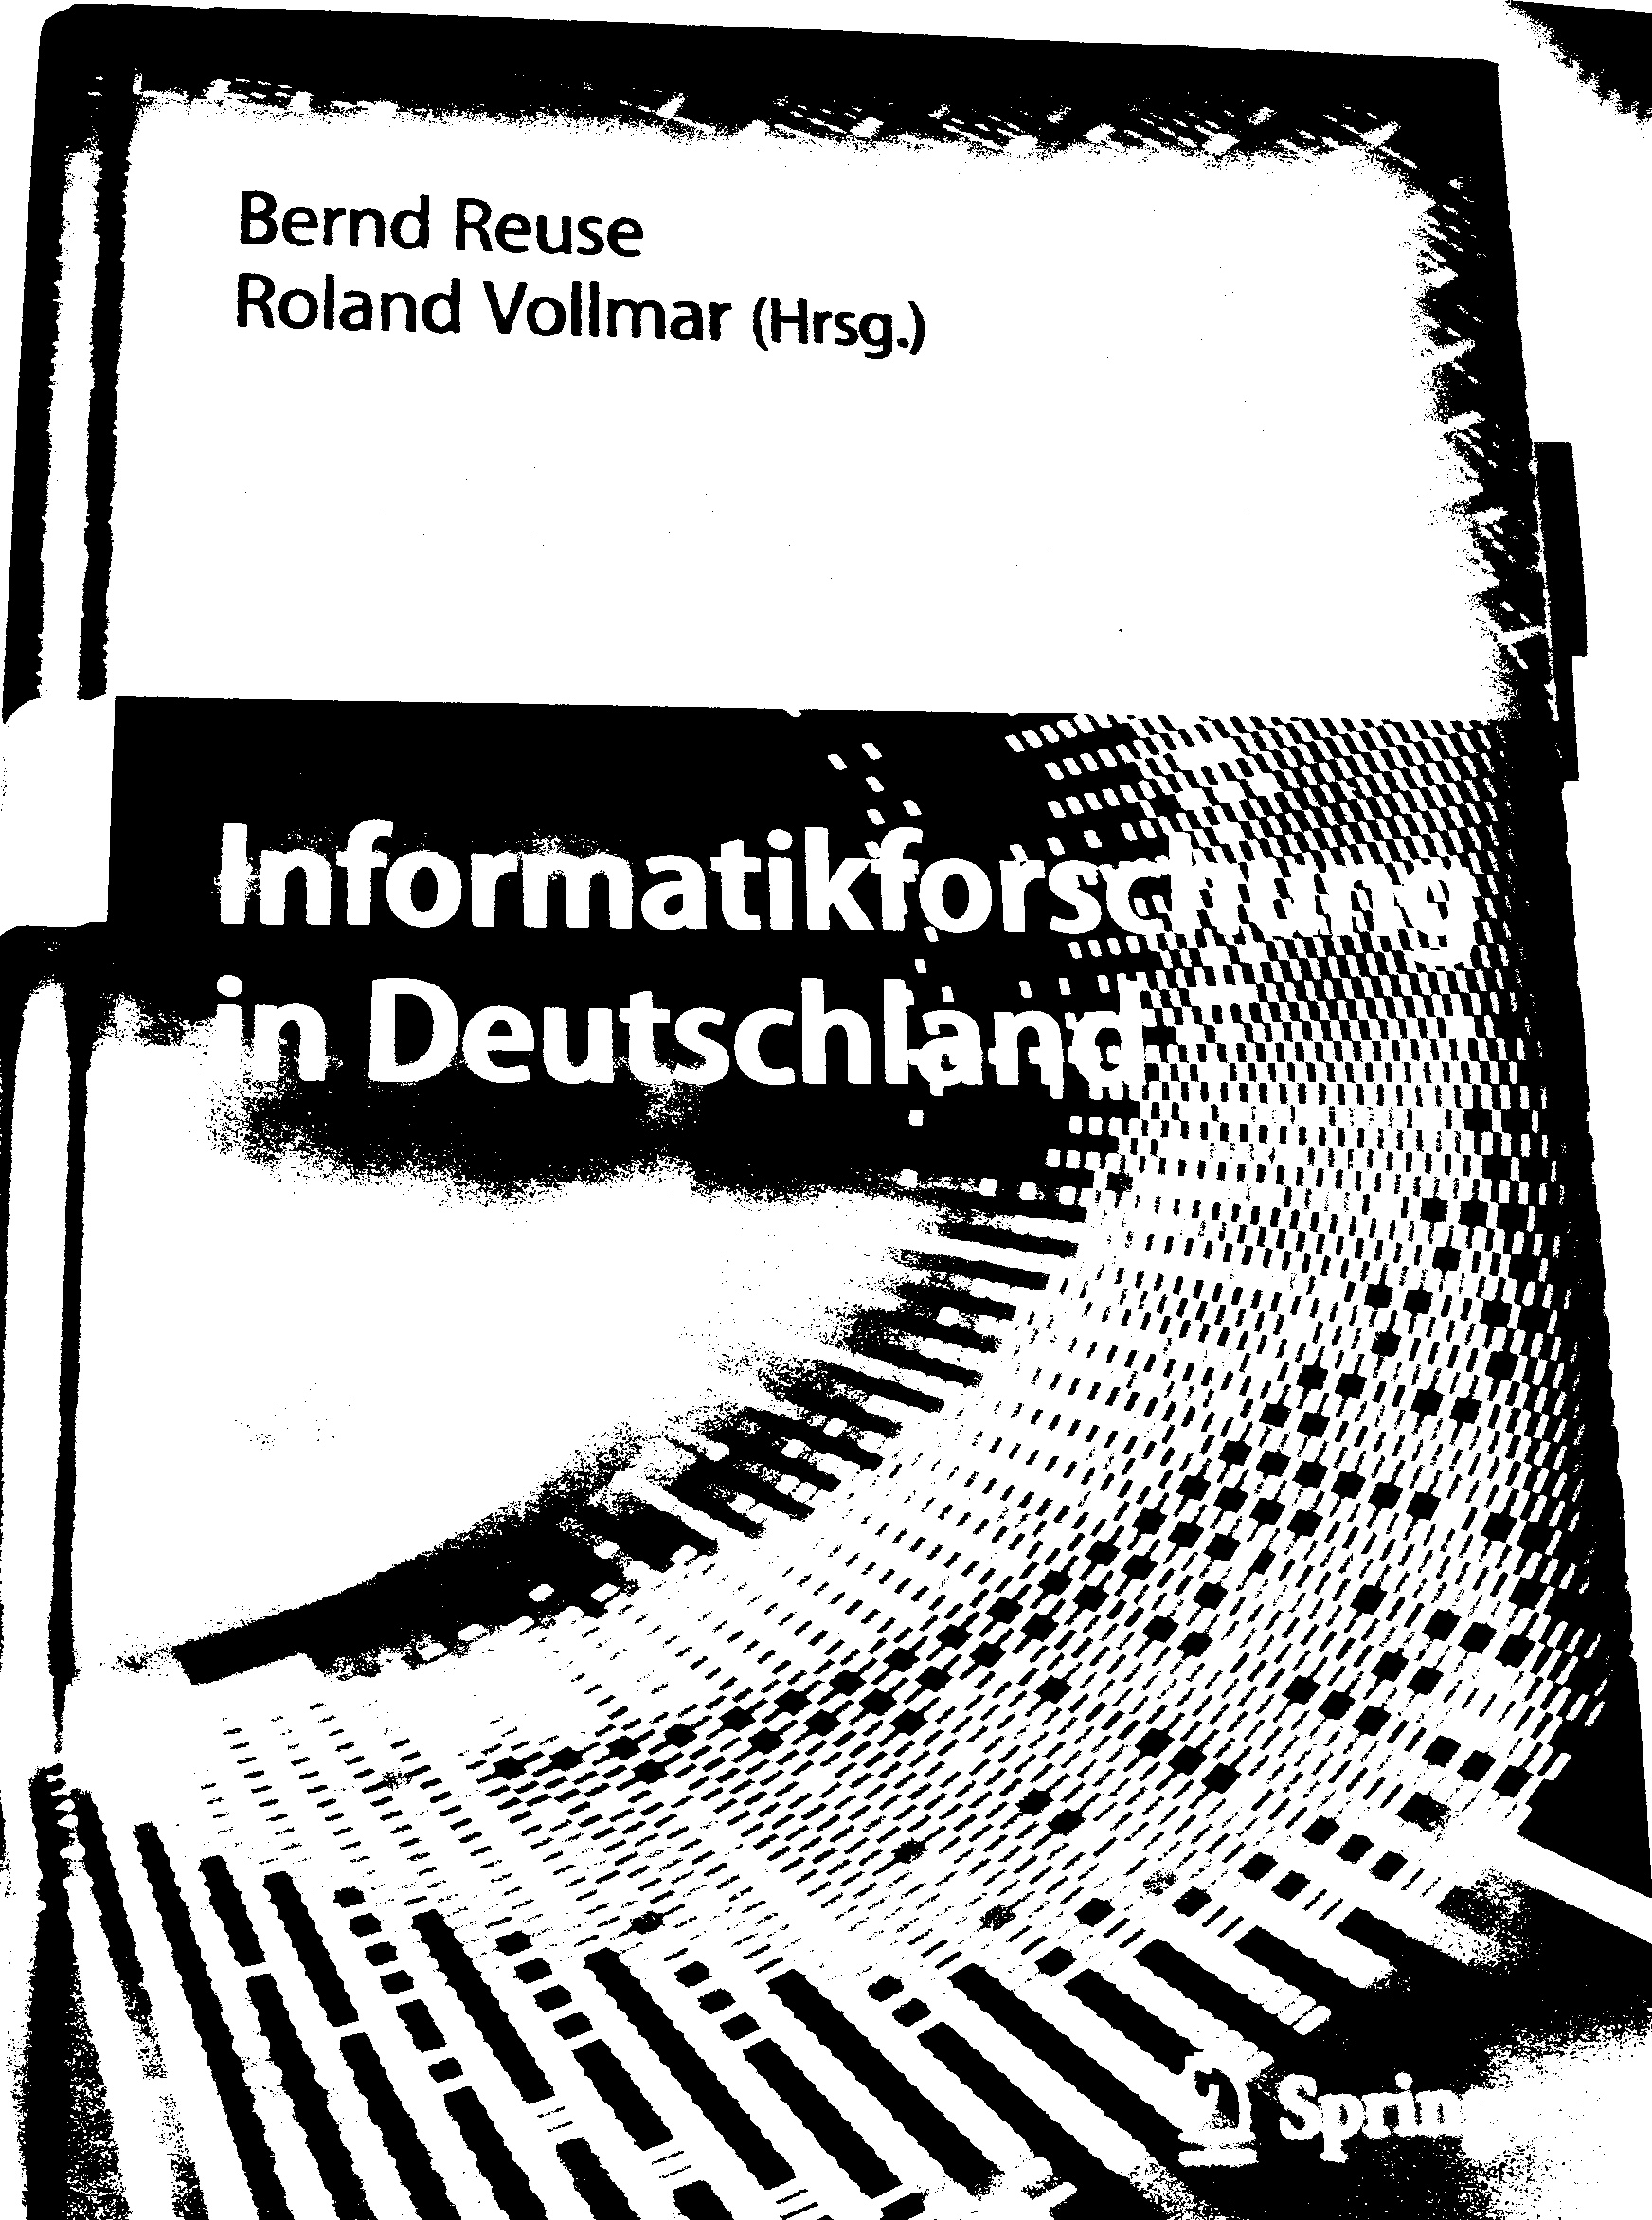 Bernd Reuse
Roland Vollmar (Hrsg.)
Informatikforschung
in Deutschland